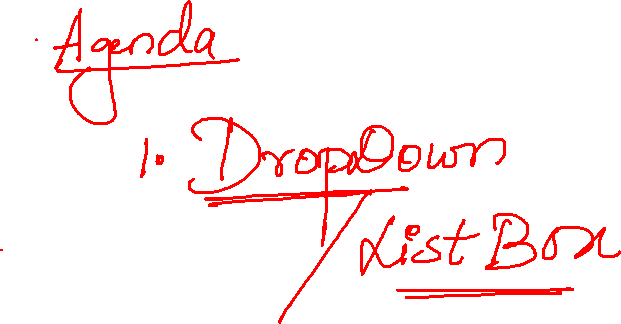 Agenda
1. DropDown
/ List Box